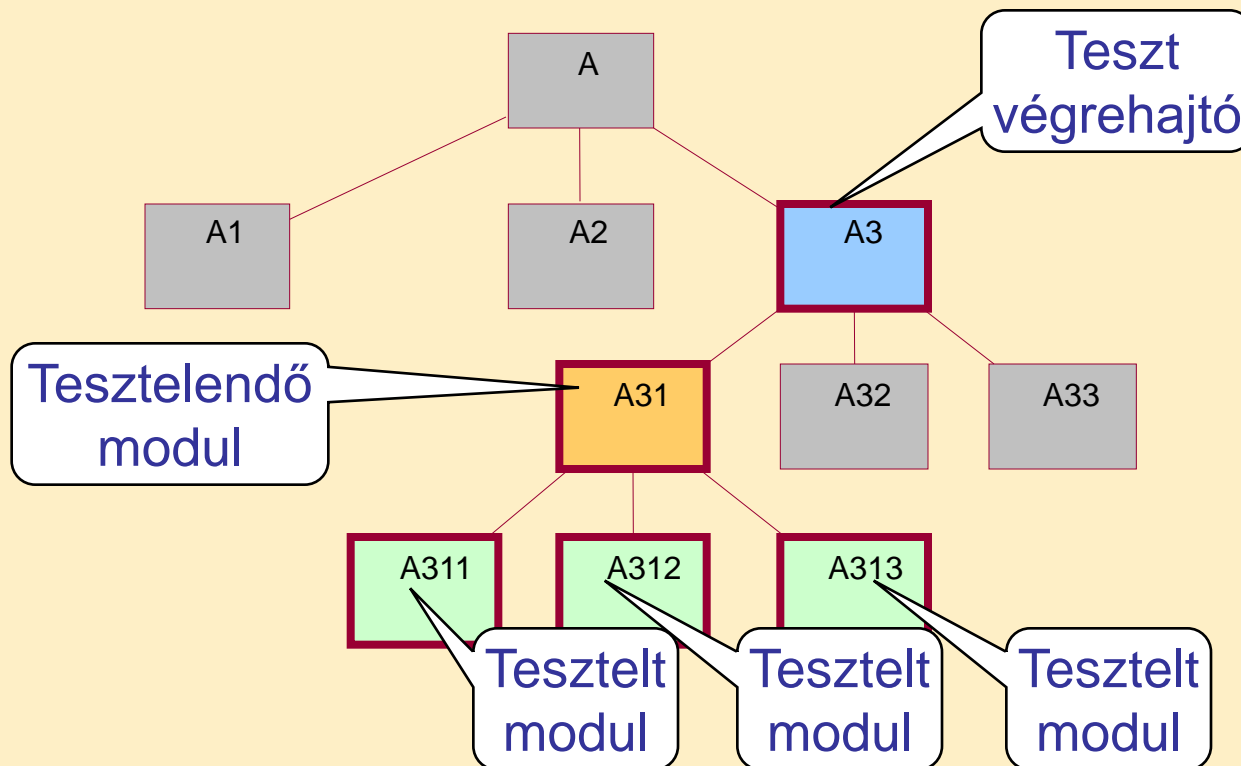 A
Teszt
végrehajtó
A1
A2
A3
Tesztelendő
modul
A31
A32
A33
A311
A312
A313
Tesztelt
modul
Tesztelt
modul
Tesztelt
modul